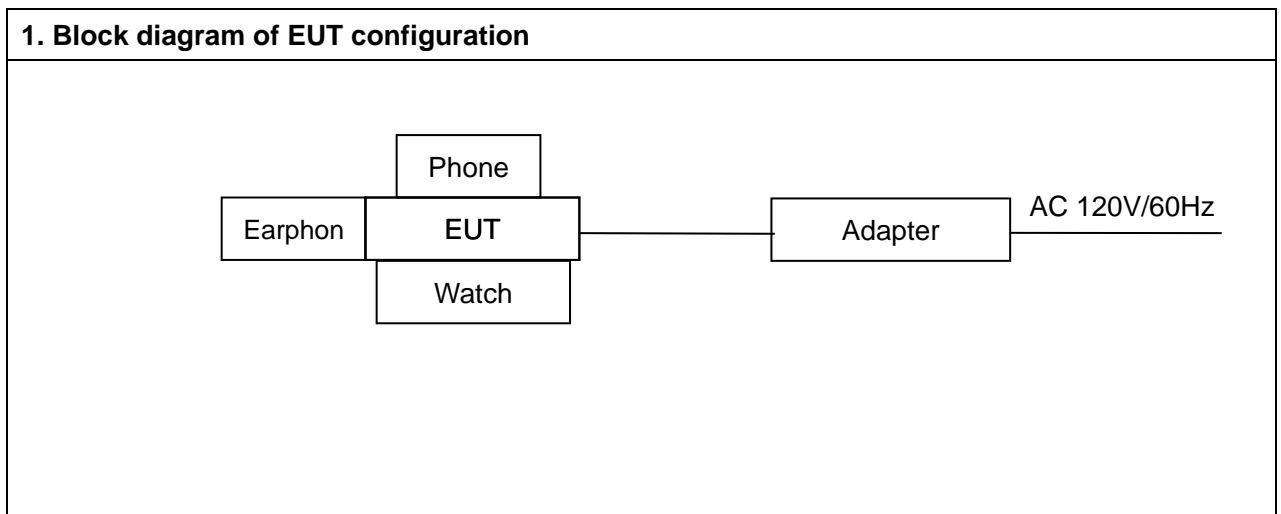 1. Block diagram of EUT configuration
Phone
Earphon
EUT
Adapter
AC 120V/60Hz
Watch